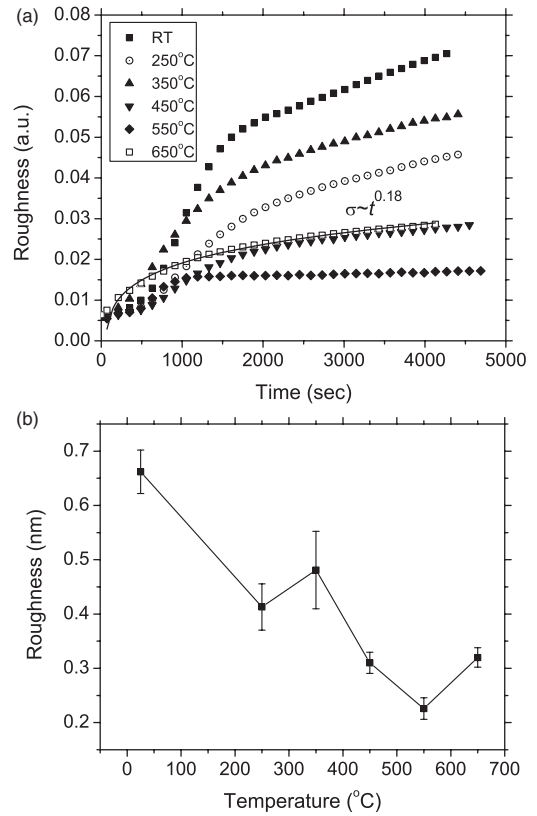 (a)
0.08
0.07
0.06
0.05
0.04
0.03
0.02
0.01
0.00
Roughness (a.u.)
RT
250°C
350°C
450°C
550°C
650°C
σ~t^0.18
0 1000 2000 3000 4000 5000
Time (sec)
(b)
0.7
0.6
0.5
0.4
0.3
0.2
Roughness (nm)
0 100 200 300 400 500 600 700
Temperature (°C)